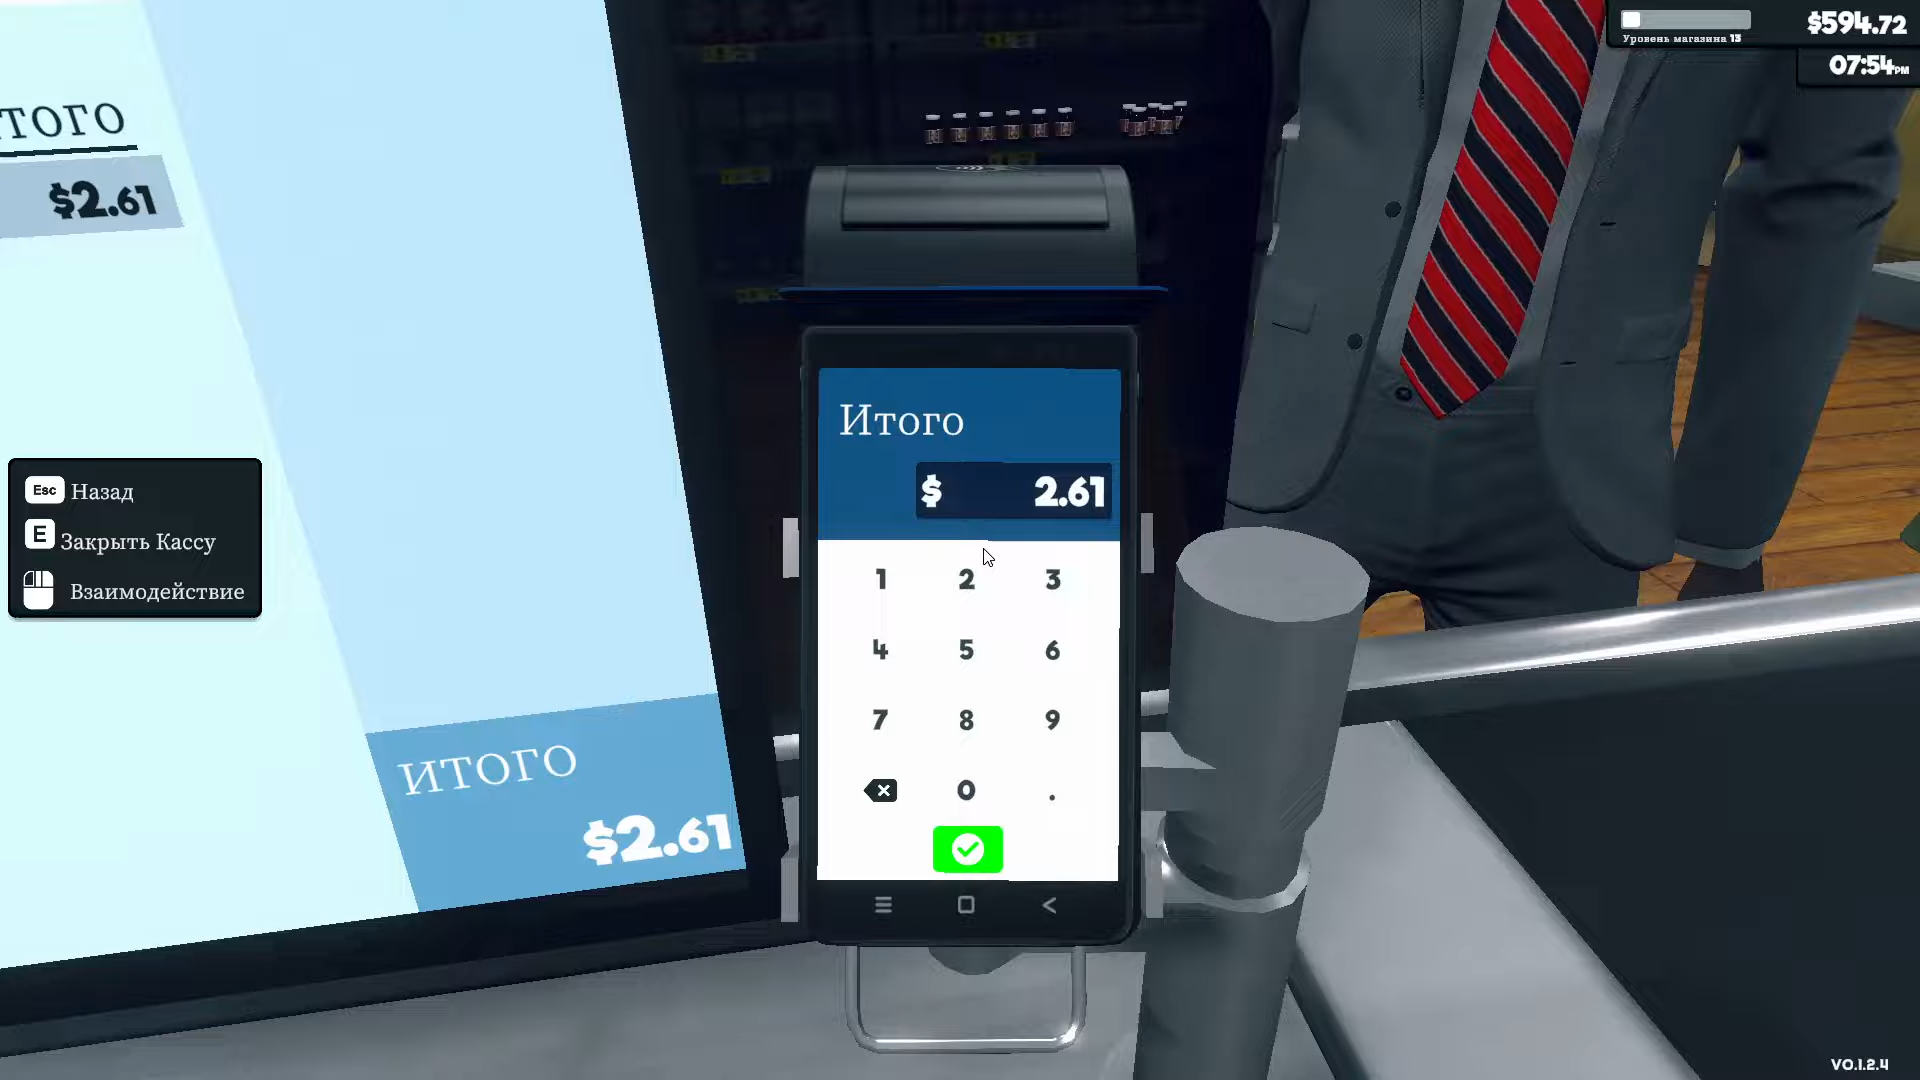 ТОГО
$2.61
ИТОГО
$2.61
Esc Назад
E Закрыть Кассу
Взаимодействие
Итого
$ 2.61
1 2 3
4 5 6
7 8 9
0 .
$594.72
Уровень магазина 13
07:54PM
V0.1.2.4